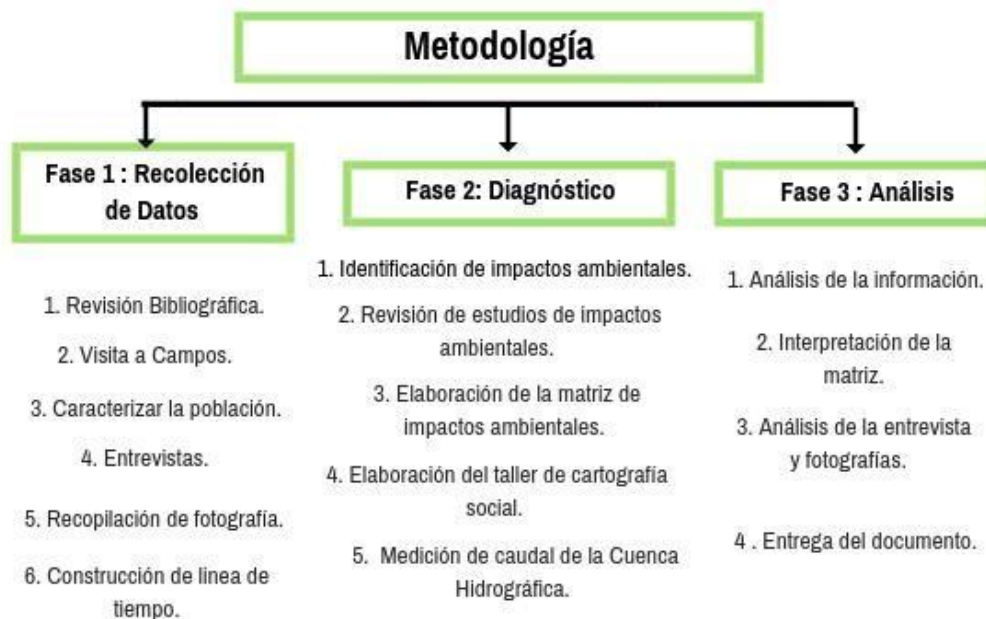 Metodología
Fase 1 : Recolección
de Datos
1. Revisión Bibliográfica.
2. Visita a Campos.
3. Caracterizar la población.
4. Entrevistas.
5. Recopilación de fotografía.
6. Construcción de linea de
tiempo.
Fase 2: Diagnóstico
1. Identificación de impactos ambientales.
2. Revisión de estudios de impactos
ambientales.
3. Elaboración de la matriz de
impactos ambientales.
4. Elaboración del taller de cartografía
social.
5. Medición de caudal de la Cuenca
Hidrográfica.
Fase 3 : Análisis
1. Análisis de la información.
2. Interpretación de la
matriz.
3. Análisis de la entrevista
y fotografías.
4 . Entrega del documento.